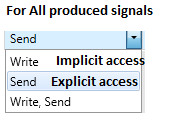 For All produced signals
Send
Write Implicit access
Send Explicit access
Write, Send